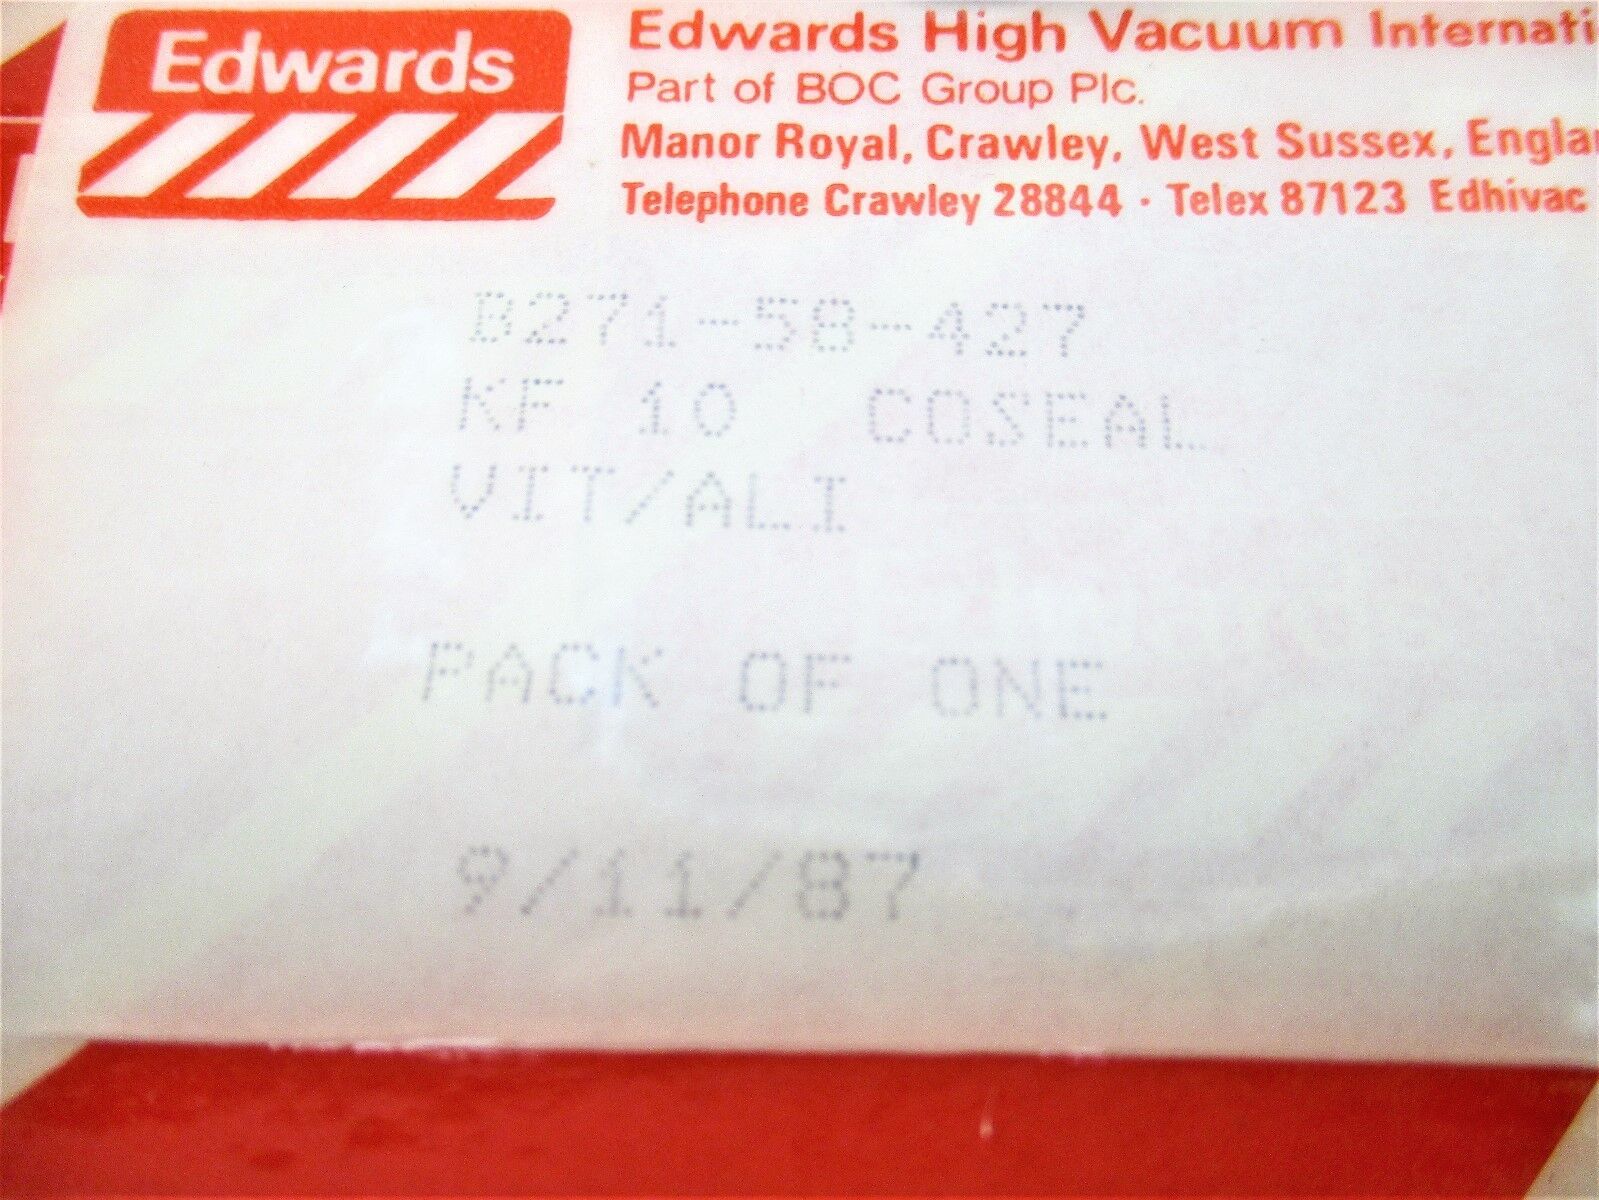 Edwards
Edwards High Vacuum Internati
Part of BOC Group Plc.
Manor Royal, Crawley, West Sussex, Englan
Telephone Crawley 28844 · Telex 87123 Edhivac
B271-58-427
KF 10 COSEAL
VIT/ALI
PACK OF ONE
9/11/87